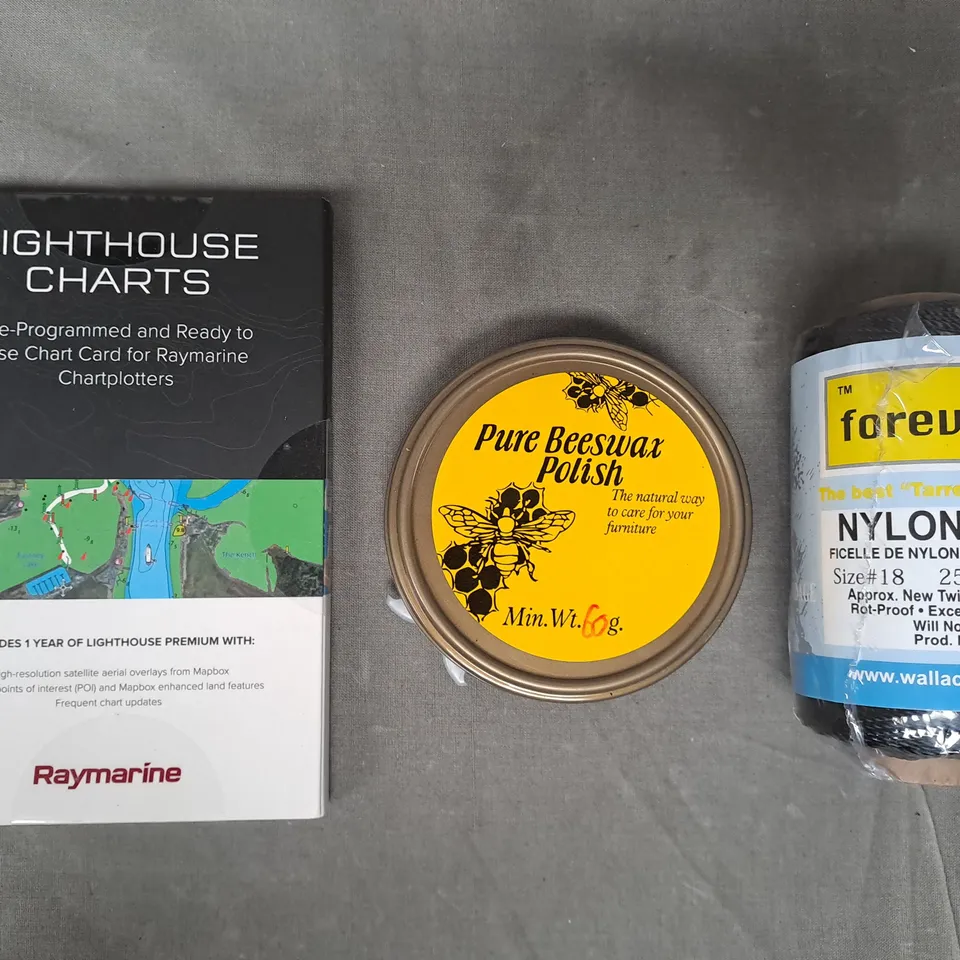 IGHTHOUSE
CHARTS
e-Programmed and Ready to
se Chart Card for Raymarine
Chartplotters
DES 1 YEAR OF LIGHTHOUSE PREMIUM WITH:
gh-resolution satellite aerial overlays from Mapbox
points of interest (POI) and Mapbox enhanced land features
Frequent chart updates
Raymarine
Pure Beeswax
Polish
The natural way
to care for your
furniture
Min. Wt. 60g.
TM
forev
The best "Tarre
NYLON
FICELLE DE NYLON
Size#18 25
Approx. New Twi
Rot-Proof • Exce
Will No
Prod.
www.wallac